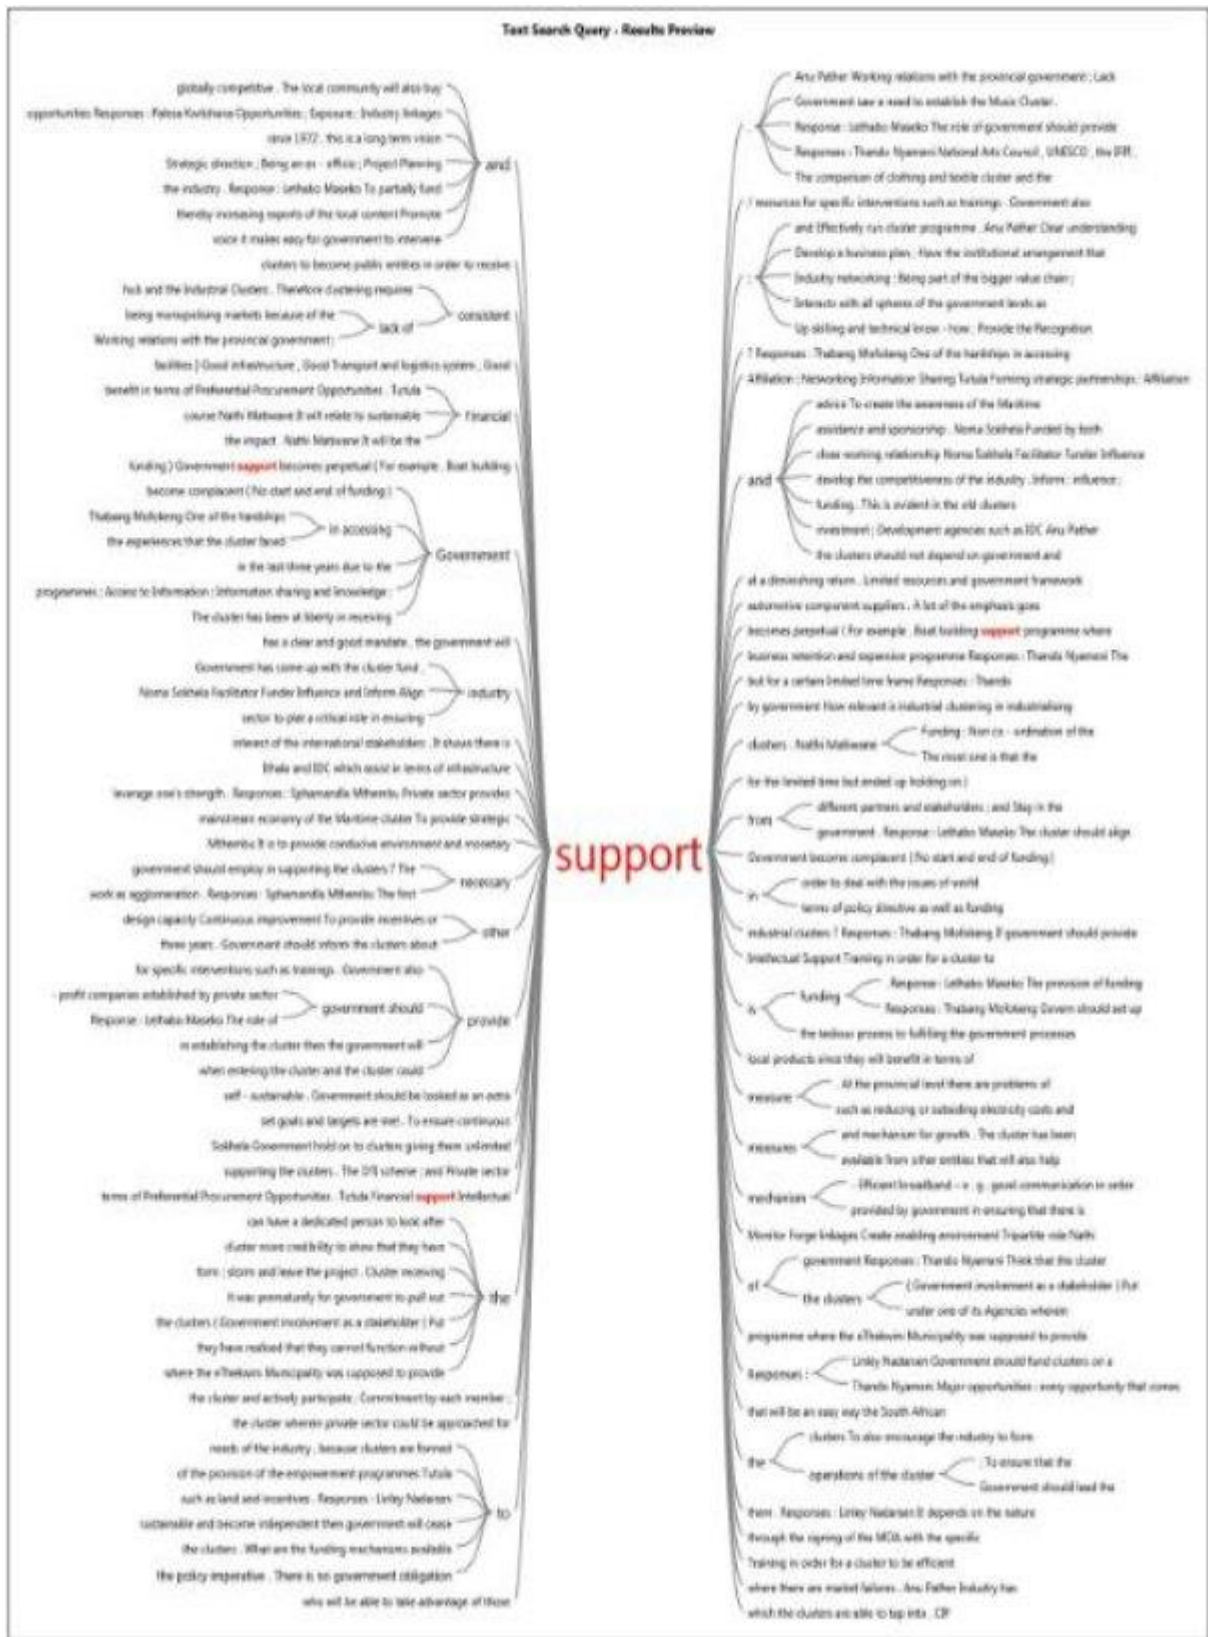 Text Search Query - Results Preview
globally competitive . The local community will also buy
opportunities Responses : Opportunities ; Exposure ; Industry linkages
since 1972 , this is a long term vision
Strategic direction ; Being an ex - officio ; Project Planning
the industry . Response : Lethabo Maseko To partially fund
thereby increasing exports of the local content Promote
voice it makes easy for government to intervene
and
clusters to become public entities in order to receive
hub and the Industrial Clusters . Therefore clustering requires
being monopolising markets because of the
Working relations with the provincial government ;
lack of
consistent
facilities ) Good infrastructure , Good Transport and logistics system , Good
benefit in terms of Preferential Procurement Opportunities . Tutula
course Nathi Matiwane It will relate to sustainable
the impact . Nathi Matiwane It will be the
financial
funding ) Government support becomes perpetual ( For example , Boat building
become complacent ( No start and end of funding )
Thabang Mofokeng One of the hardships
the experiences that the cluster faced
in accessing
in the last three years due to the
programmes ; Access to Information ; Information sharing and knowledge ;
The cluster has been at liberty in receiving
Government
has a clear and good mandate , the government will
Government has come up with the cluster fund ,
Noma Sokhela Facilitator Funder Influence and Inform Align
sector to play a critical role in ensuring
industry
interact of the international stakeholders . It shows there is
Ithala and IDC which assist in terms of infrastructure
leverage one's strength . Responses : Sphamandla Mthembu Private sector provides
mainstream economy of the Maritime cluster To provide strategic
Mthembu It is to provide conducive environment and monetary
government should employ in supporting the clusters ? The
work as agglomeration . Responses : Sphamandla Mthembu The first
necessary
design capacity Continuous improvement To provide incentives or
three years . Government should inform the clusters about
other
for specific interventions such as trainings . Government also
- profit companies established by private sector
Response : Lethabo Maseko The role of
government should
in establishing the cluster then the government will
when entering the cluster and the cluster could
provide
self - sustainable . Government should be looked as an extra
set goals and targets are met . To ensure continuous
Sokhela Government hold on to clusters giving them unlimited
supporting the clusters . The DTI scheme ; and Private sector
terms of Preferential Procurement Opportunities . Tutula Financial support Intellectual
can have a dedicated person to look after
cluster more credibility to show that they have
form ; storm and leave the project . Cluster receiving
It was prematurely for government to pull out
the clusters ( Government involvement as a stakeholder ) Put
they have realised that they cannot function without
where the eThekwini Municipality was supposed to provide
the
the cluster and actively participate ; Commitment by each member ;
the cluster wherein private sector could be approached for
needs of the industry , because clusters are formed
of the provision of the empowerment programmes Tutula
such as land and incentives . Responses : Linley Nadarsen
sustainable and become independent then government will cease
the clusters . What are the funding mechanisms available
the policy imperative . There is no government obligation
to
who will be able to take advantage of those
support
.
Anu Pather Working relations with the provincial government ; Lack
Government saw a need to establish the Music Cluster .
Response : Lethabo Maseko The role of government should provide
Responses : Thando Nyameni National Arts Council , UNESCO , the
The comparison of clothing and textile cluster and the
/ resources for specific interventions such as trainings . Government also
;
and Effectively run cluster programme . Anu Pather Clear understanding
Develop a business plan ; Have the institutional arrangement that
Industry networking ; Being part of the bigger value chain ;
Interacts with all spheres of the government levels as
Up skilling and technical know - how ; Provide the Recognition
? Responses : Thabang Mofokeng One of the hardships in accessing
Affiliation ; Networking Information Sharing Tutula Forming strategic partnerships ; Affiliation
and
advice To create the awareness of the Maritime
assistance and sponsorship . Noma Sokhela Funded by both
close working relationship Noma Sokhela Facilitator Funder Influence
develop the competitiveness of the industry . Inform ; influence ;
funding . This is evident in the old clusters
investment ; Development agencies such as IDC Anu Pather
the clusters should not depend on government and
at a diminishing return . Limited resources and government framework
automotive component suppliers . A lot of the emphasis goes
becomes perpetual ( For example , Boat building support programme where
business retention and expansion programme Responses : Thando Nyameni The
but for a certain limited time frame Responses : Thando
by government How relevant is industrial clustering in industrialising
clusters . Nathi Matiwane
Funding : Non co - ordination of the
The most one is that the
for the limited time but ended up holding on )
from
different partners and stakeholders ; and Stay in the
government . Response : Lethabo Maseko The cluster should align
Government become complacent ( No start and end of funding )
in
order to deal with the issues of world
terms of policy directive as well as funding
industrial clusters ? Responses : Thabang Mofokeng If government should provide
Intellectual Support Training in order for a cluster to
is
funding
. Response : Lethabo Maseko The provision of funding
Responses : Thabang Mofokeng Govern should set up
the tedious process to fulfilling the government processes
local products since they will benefit in terms of
measure
. At the provincial level there are problems of
such as reducing or subsiding electricity costs and
measures
and mechanism for growth . The cluster has been
available from other entities that will also help
mechanism
- Efficient broadband - e . g . good communication in order
provided by government in ensuring that there is
Monitor Forge linkages Create enabling environment Tripartite role Nathi
of
government Responses : Thando Nyameni Think that the cluster
the clusters
( Government involvement as a stakeholder ) Put
under one of its Agencies wherein
programme where the eThekwini Municipality was supposed to provide
Responses :
Linley Nadarsen Government should fund clusters on a
Thando Nyameni Major opportunities : every opportunity that comes
that will be an easy way the South African
the
clusters To also encourage the industry to form
operations of the cluster
; To ensure that the
Government should lead the
them . Responses : Linley Nadarsen It depends on the nature
through the signing of the MOA with the specific
Training in order for a cluster to be efficient
where there are market failures . Anu Pather Industry has
which the clusters are able to tap into . CIP